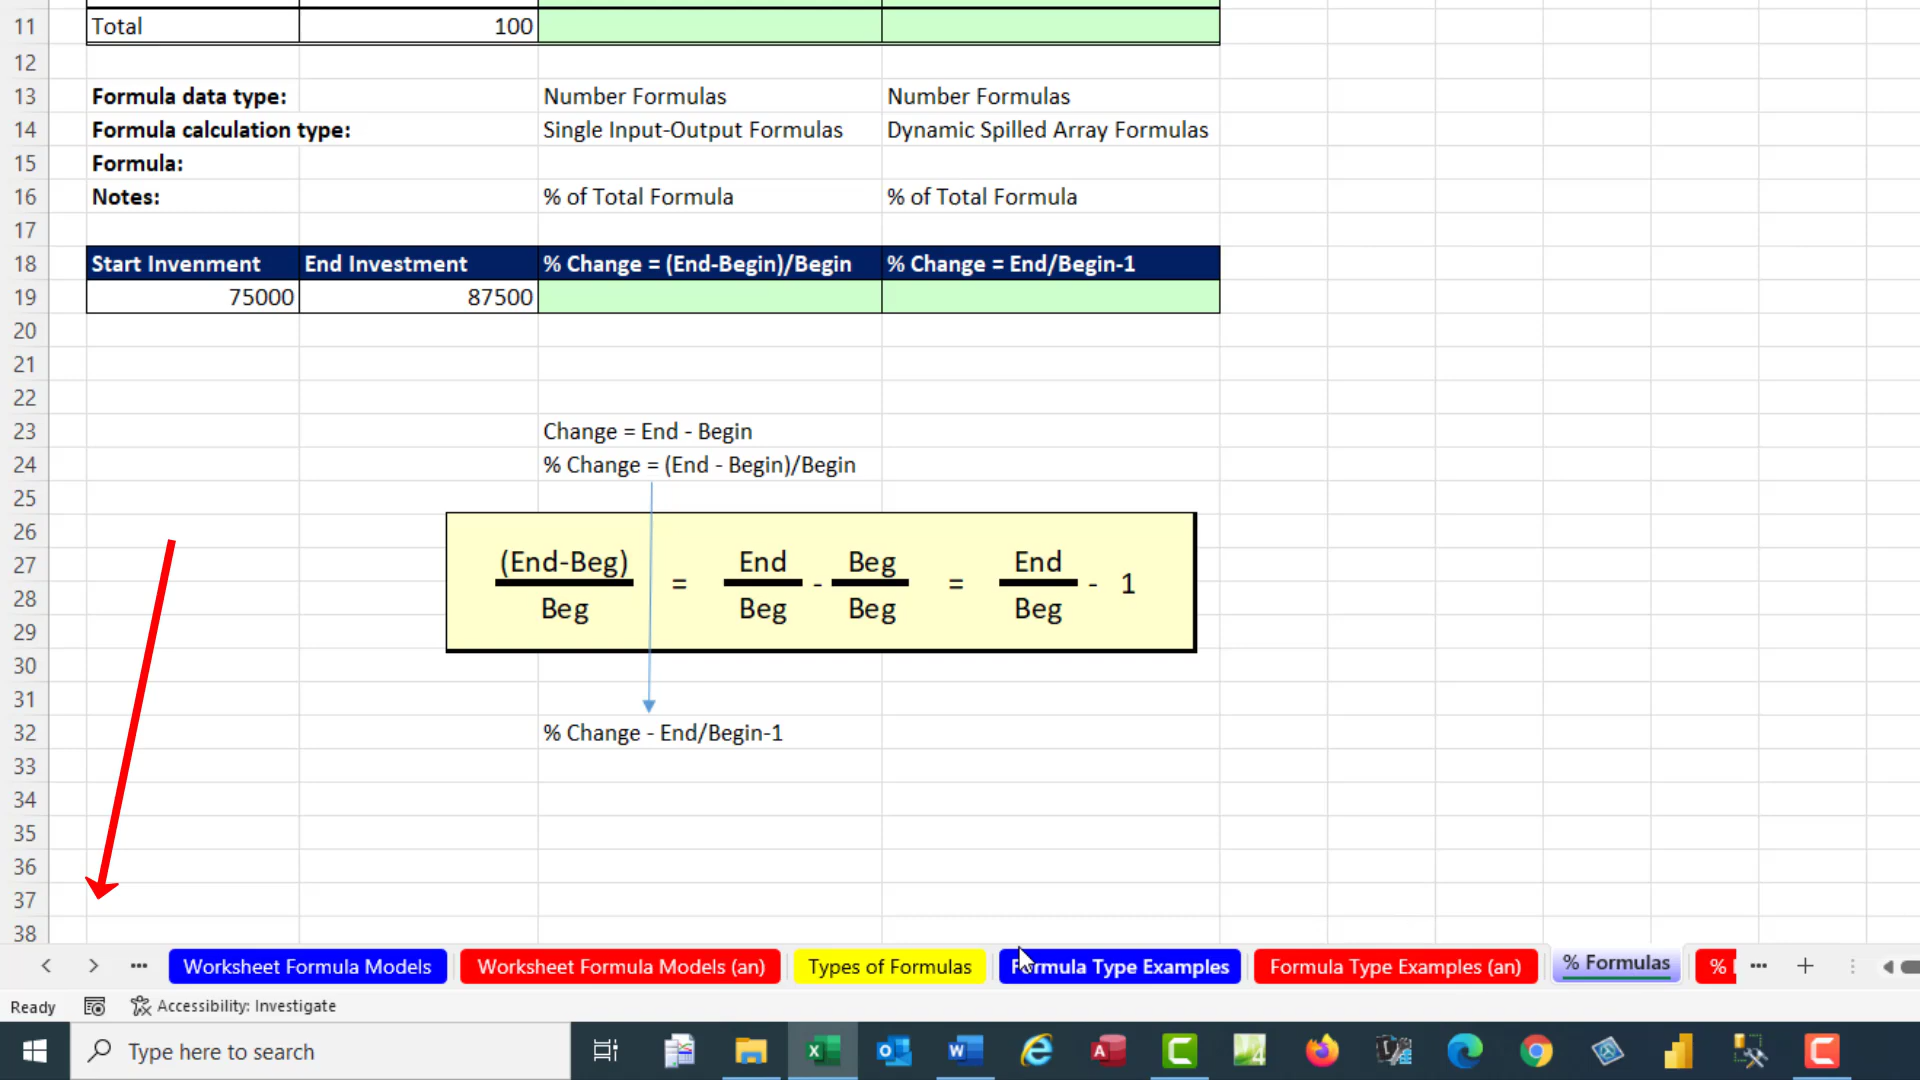 11 Total 100
12
13 Formula data type: Number Formulas Number Formulas
14 Formula calculation type: Single Input-Output Formulas Dynamic Spilled Array Formulas
15 Formula:
16 Notes: % of Total Formula % of Total Formula
17
18 Start Invenment End Investment % Change = (End-Begin)/Begin % Change = End/Begin-1
19 75000 87500
20
21
22
23 Change = End - Begin
24 % Change = (End - Begin)/Begin
25
26
27 (End-Beg) End Beg End
28 = - = - 1
Beg Beg Beg Beg
29
30
31
32 % Change - End/Begin-1
33
34
35
36
37
38
Worksheet Formula Models Worksheet Formula Models (an) Types of Formulas Formula Type Examples Formula Type Examples (an) % Formulas %
Ready Accessibility: Investigate
Type here to search